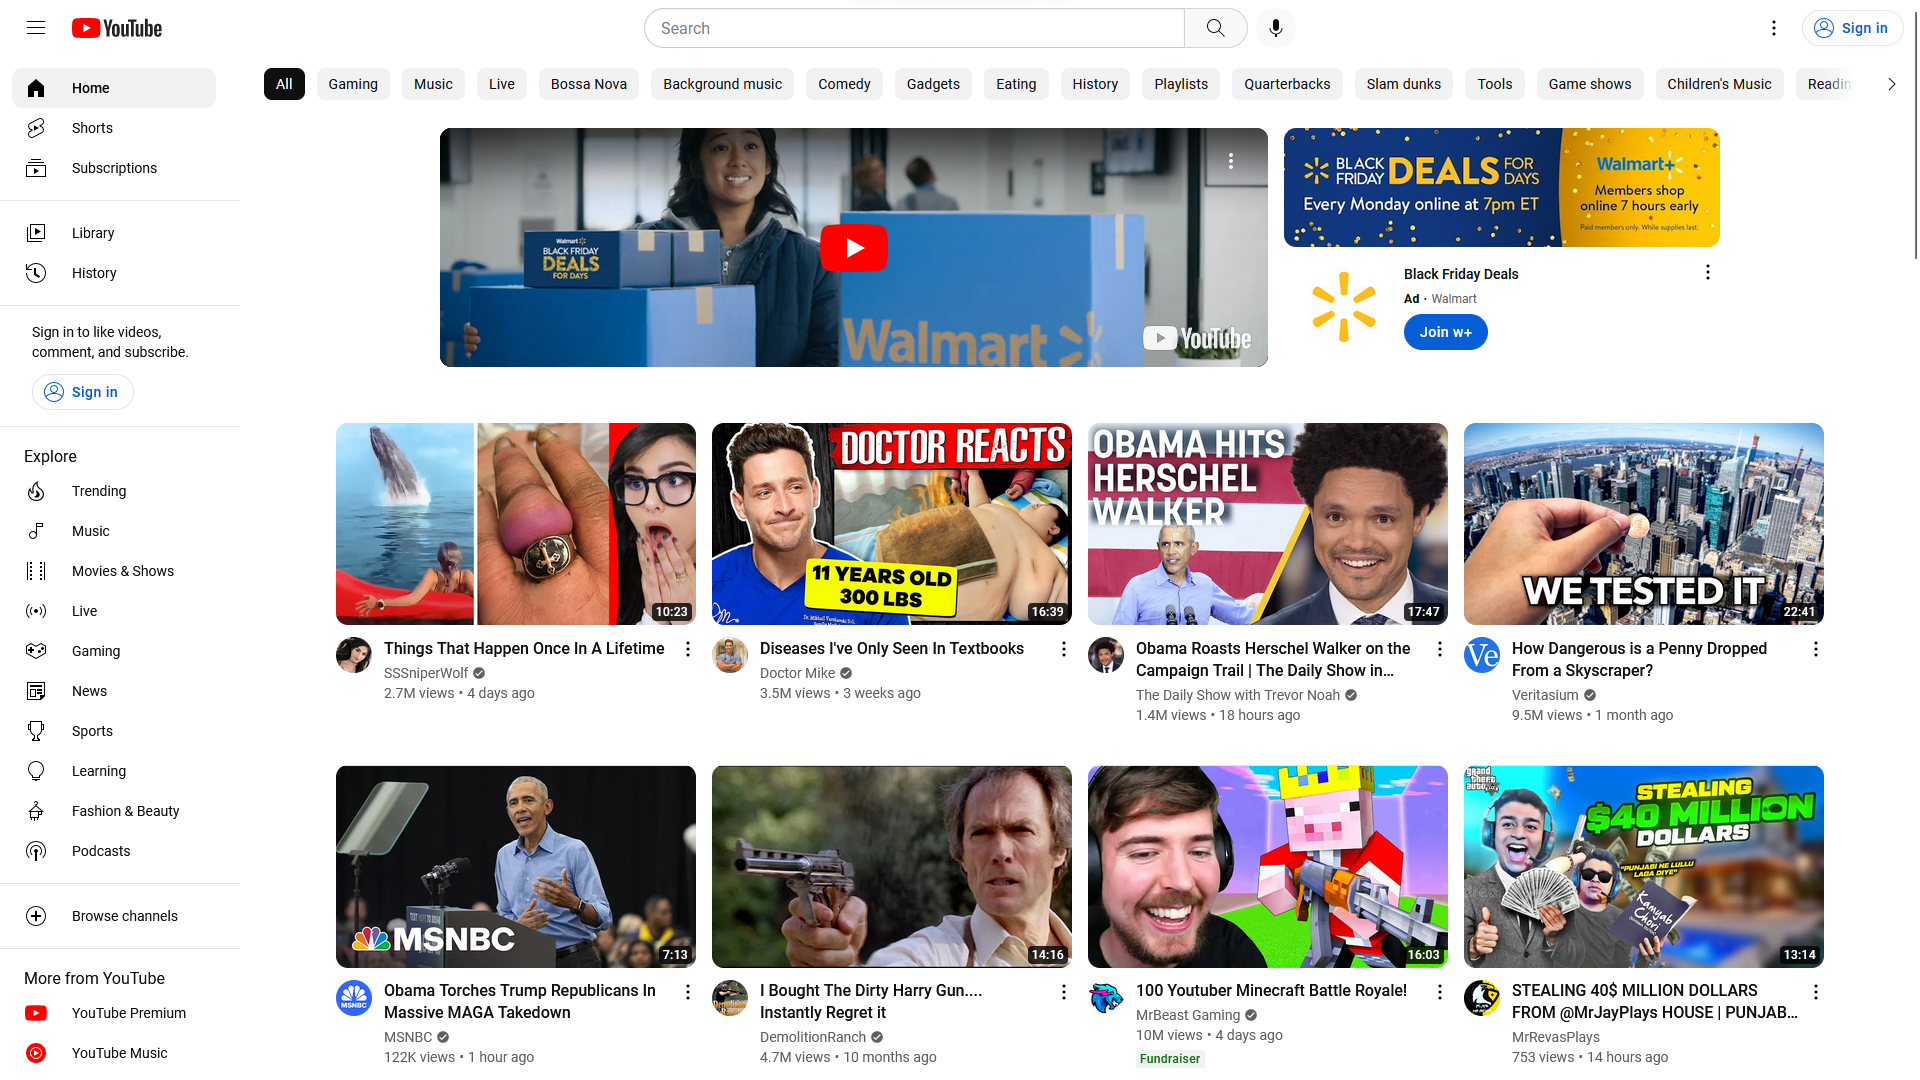 YouTube
Search
Sign in
Home
Shorts
Subscriptions
Library
History
Sign in to like videos,
comment, and subscribe.
Sign in
Explore
Trending
Music
Movies & Shows
Live
Gaming
News
Sports
Learning
Fashion & Beauty
Podcasts
Browse channels
More from YouTube
YouTube Premium
YouTube Music
All
Gaming
Music
Live
Bossa Nova
Background music
Comedy
Gadgets
Eating
History
Playlists
Quarterbacks
Slam dunks
Tools
Game shows
Children's Music
Readin
Walmart
BLACK FRIDAY
DEALS
FOR DAYS
Walmart
YouTube
BLACK
FRIDAY
DEALS
FOR
DAYS
Every Monday online at 7pm ET
Walmart+
Members shop
online 7 hours early
Paid members only. While supplies last.
Black Friday Deals
Ad · Walmart
Join w+
10:23
Things That Happen Once In A Lifetime
SSSniperWolf
2.7M views • 4 days ago
DOCTOR REACTS
11 YEARS OLD
300 LBS
16:39
Diseases I've Only Seen In Textbooks
Doctor Mike
3.5M views • 3 weeks ago
OBAMA HITS
HERSCHEL
WALKER
17:47
Obama Roasts Herschel Walker on the
Campaign Trail | The Daily Show in…
The Daily Show with Trevor Noah
1.4M views • 18 hours ago
WE TESTED IT
22:41
Ve
How Dangerous is a Penny Dropped
From a Skyscraper?
Veritasium
9.5M views • 1 month ago
MSNBC
7:13
MSNBC
Obama Torches Trump Republicans In
Massive MAGA Takedown
MSNBC
122K views • 1 hour ago
14:16
I Bought The Dirty Harry Gun....
Instantly Regret it
DemolitionRanch
4.7M views • 10 months ago
16:03
100 Youtuber Minecraft Battle Royale!
MrBeast Gaming
10M views • 4 days ago
Fundraiser
grand
theft
auto
STEALING
$40 MILLION
DOLLARS
"PUNJABI NE LULLU
LAGA DIYE"
Kamyab
Chori
13:14
STEALING 40$ MILLION DOLLARS
FROM @MrJayPlays HOUSE | PUNJAB…
MrRevasPlays
753 views • 14 hours ago